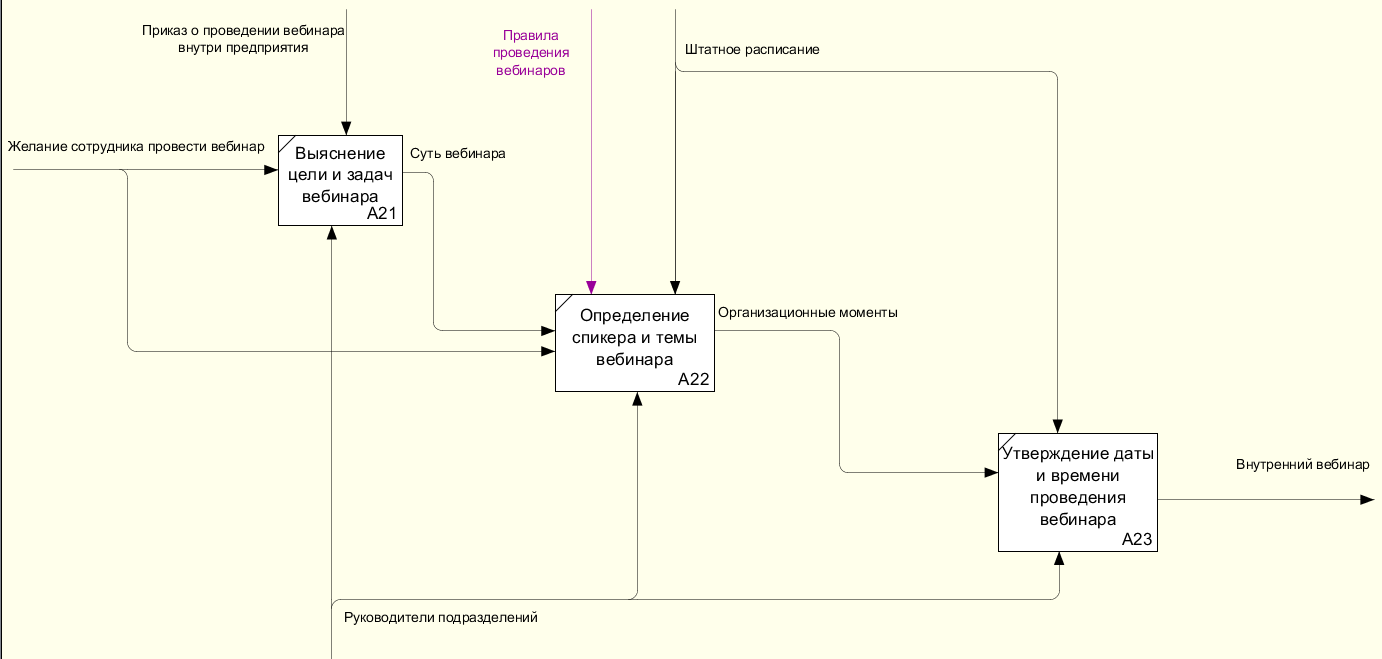 Приказ о проведении вебинара
внутри предприятия
Правила
проведения
вебинаров
Штатное расписание
Желание сотрудника провести вебинар
Выяснение
цели и задач
вебинара
A21
Суть вебинара
Определение
спикера и темы
вебинара
A22
Организационные моменты
Утверждение даты
и времени
проведения
вебинара
A23
Внутренний вебинар
Руководители подразделений